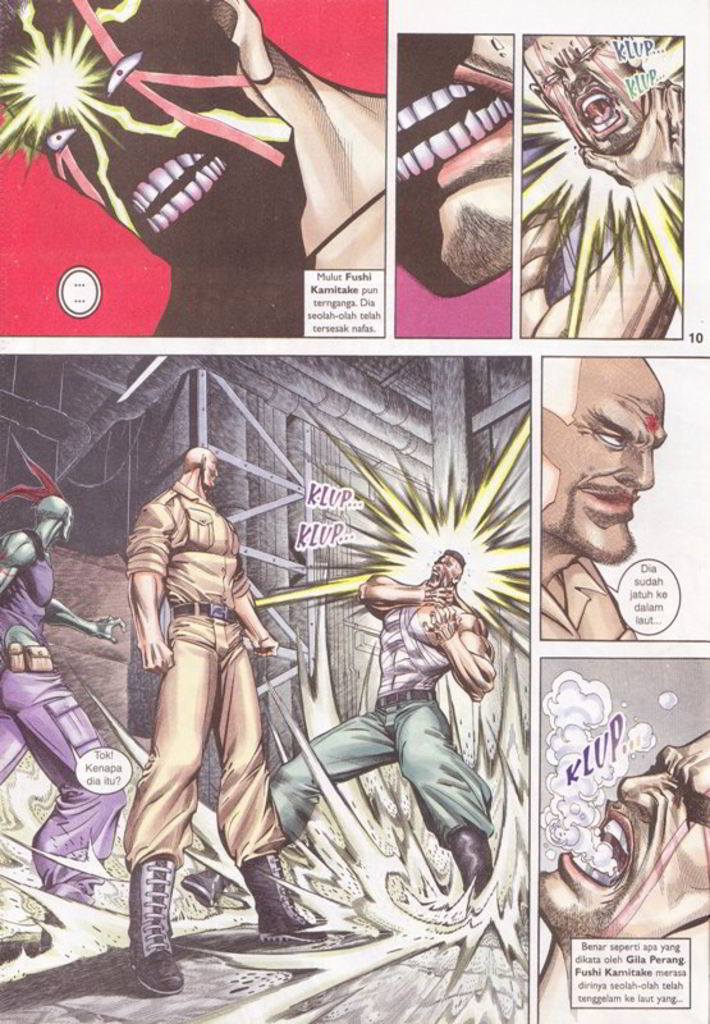 KLUP...
KLUP...
...
...
Mulut Fushi
Kamitake pun
ternganga. Dia
seolah-olah telah
tersesak nafas.
10
KLUP...
KLUP...
Tok!
Kenapa
dia itu?
Dia
sudah
jatuh ke
dalam
laut...
KLUP...
Benar seperti apa yang
dikata oleh Gila Perang.
Fushi Kamitake merasa
dirinya seolah-olah telah
tenggelam ke laut yang...